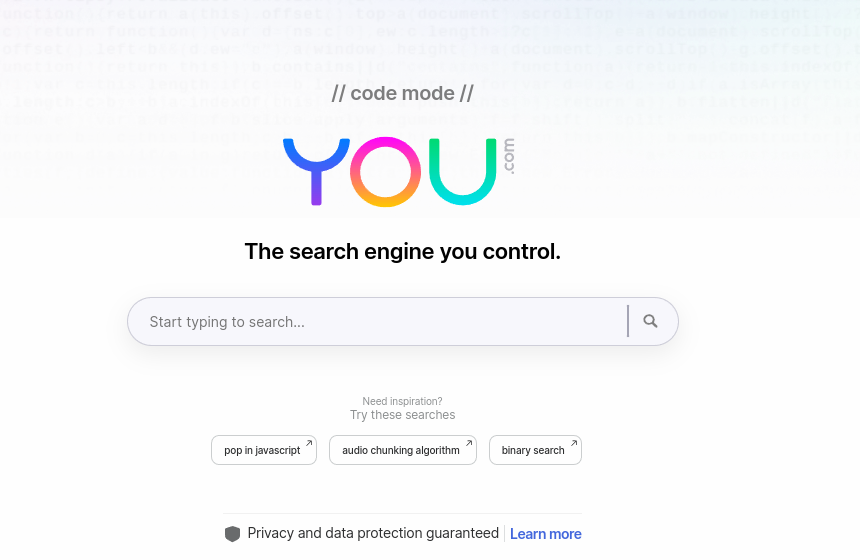 // code mode //
YOU.com
The search engine you control.
Start typing to search...
Need inspiration?
Try these searches
pop in javascript
audio chunking algorithm
binary search
Privacy and data protection guaranteed
Learn more